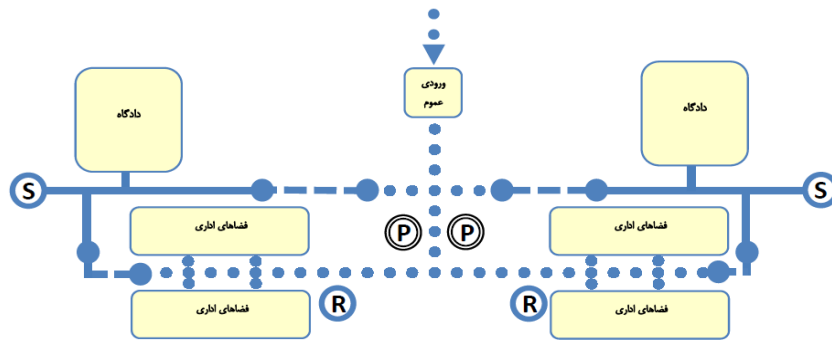 ورودی
عموم
دادگاه
دادگاه
S
S
فضاهای اداری
P
P
فضاهای اداری
فضاهای اداری
R
R
فضاهای اداری